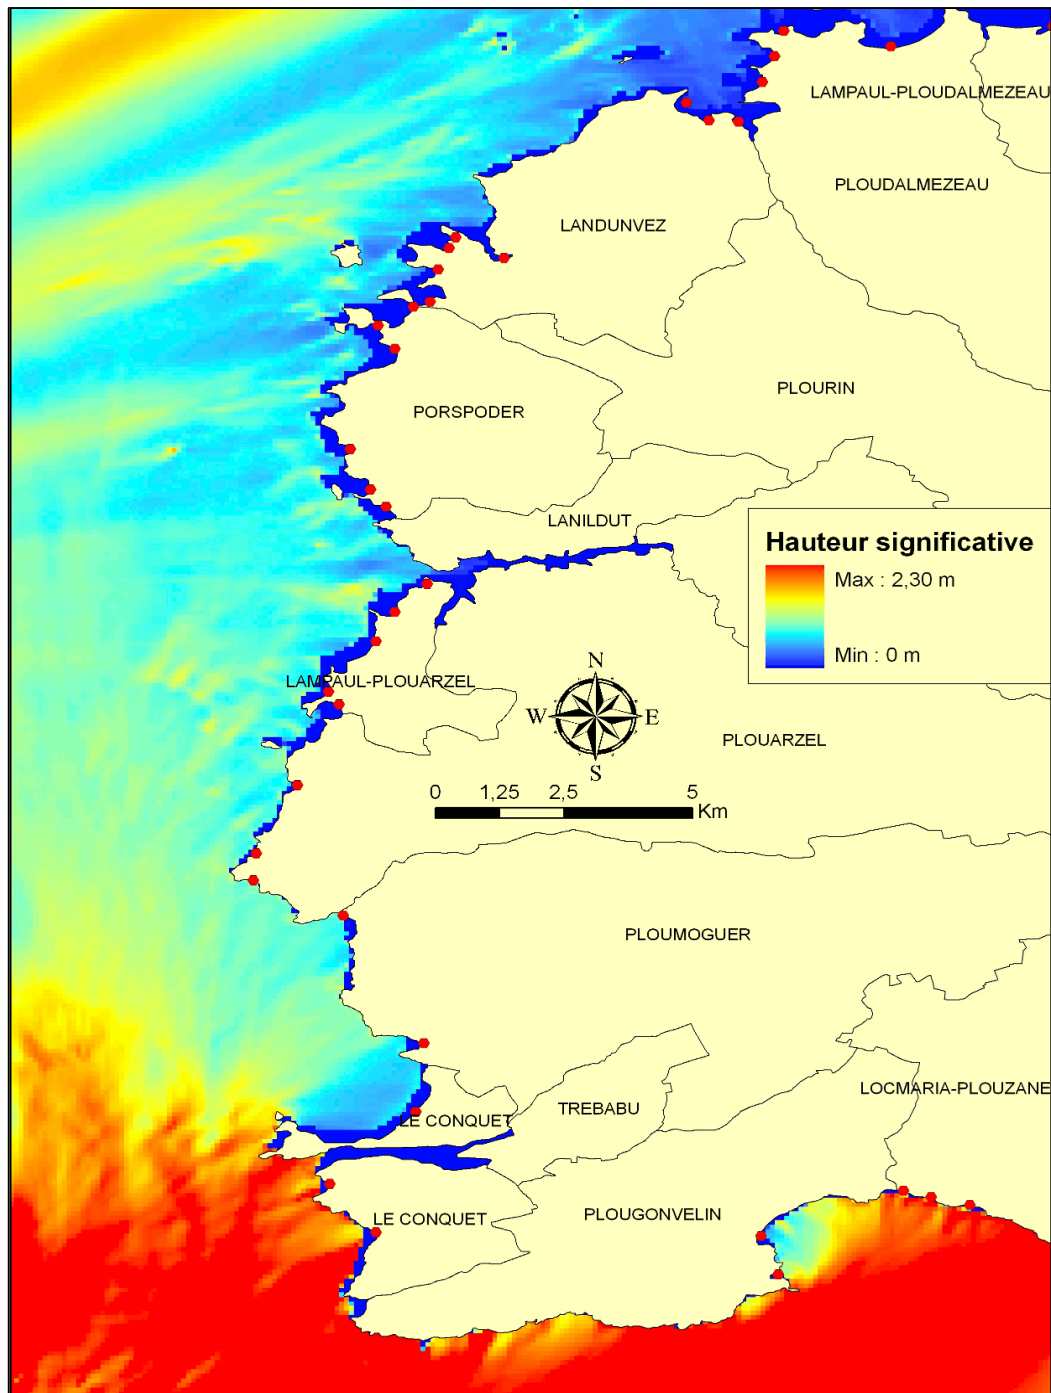 LAMPAUL-PLOUDALMEZEAU
PLOUDALMEZEAU
LANDUNVEZ
PLOURIN
PORSPODER
LANILDUT
Hauteur significative
Max : 2,30 m
Min : 0 m
LAMPAUL-PLOUARZEL
N
W E
S
PLOUARZEL
0 1,25 2,5 5
Km
PLOUMOGUER
LOCMARIA-PLOUZANE
TREBABU
LE CONQUET
LE CONQUET
PLOUGONVELIN